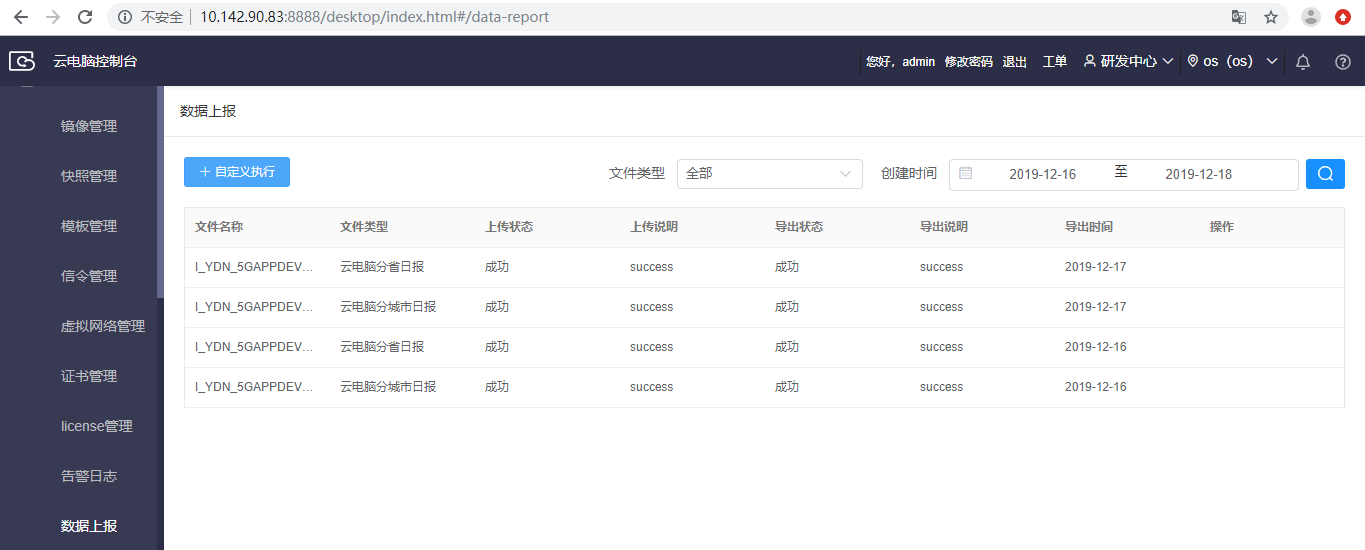 不安全 10.142.90.83:8888/desktop/index.html#/data-report
云电脑控制台 您好，admin 修改密码 退出 工单 研发中心 os（os）
镜像管理
快照管理
模板管理
信令管理
虚拟网络管理
证书管理
license管理
告警日志
数据上报
数据上报
自定义执行 文件类型 全部 创建时间 2019-12-16 至 2019-12-18
文件名称 文件类型 上传状态 上传说明 导出状态 导出说明 导出时间 操作
I_YDN_5GAPPDEV... 云电脑分省日报 成功 success 成功 success 2019-12-17
I_YDN_5GAPPDEV... 云电脑分城市日报 成功 success 成功 success 2019-12-17
I_YDN_5GAPPDEV... 云电脑分省日报 成功 success 成功 success 2019-12-16
I_YDN_5GAPPDEV... 云电脑分城市日报 成功 success 成功 success 2019-12-16